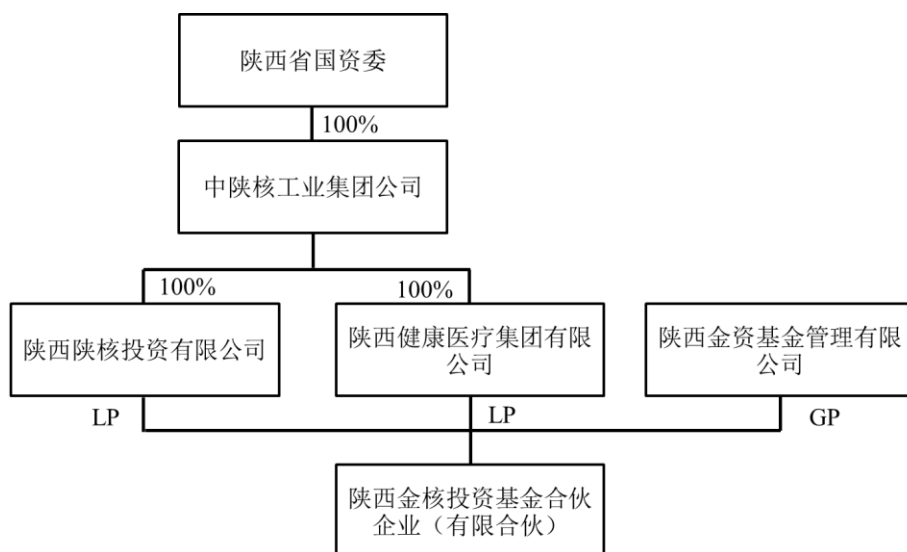 陕西省国资委
100%
中陕核工业集团公司
100%
100%
陕西陕核投资有限公司
陕西健康医疗集团有限
公司
陕西金资基金管理有限
公司
LP
LP
GP
陕西金核投资基金合伙
企业（有限合伙）